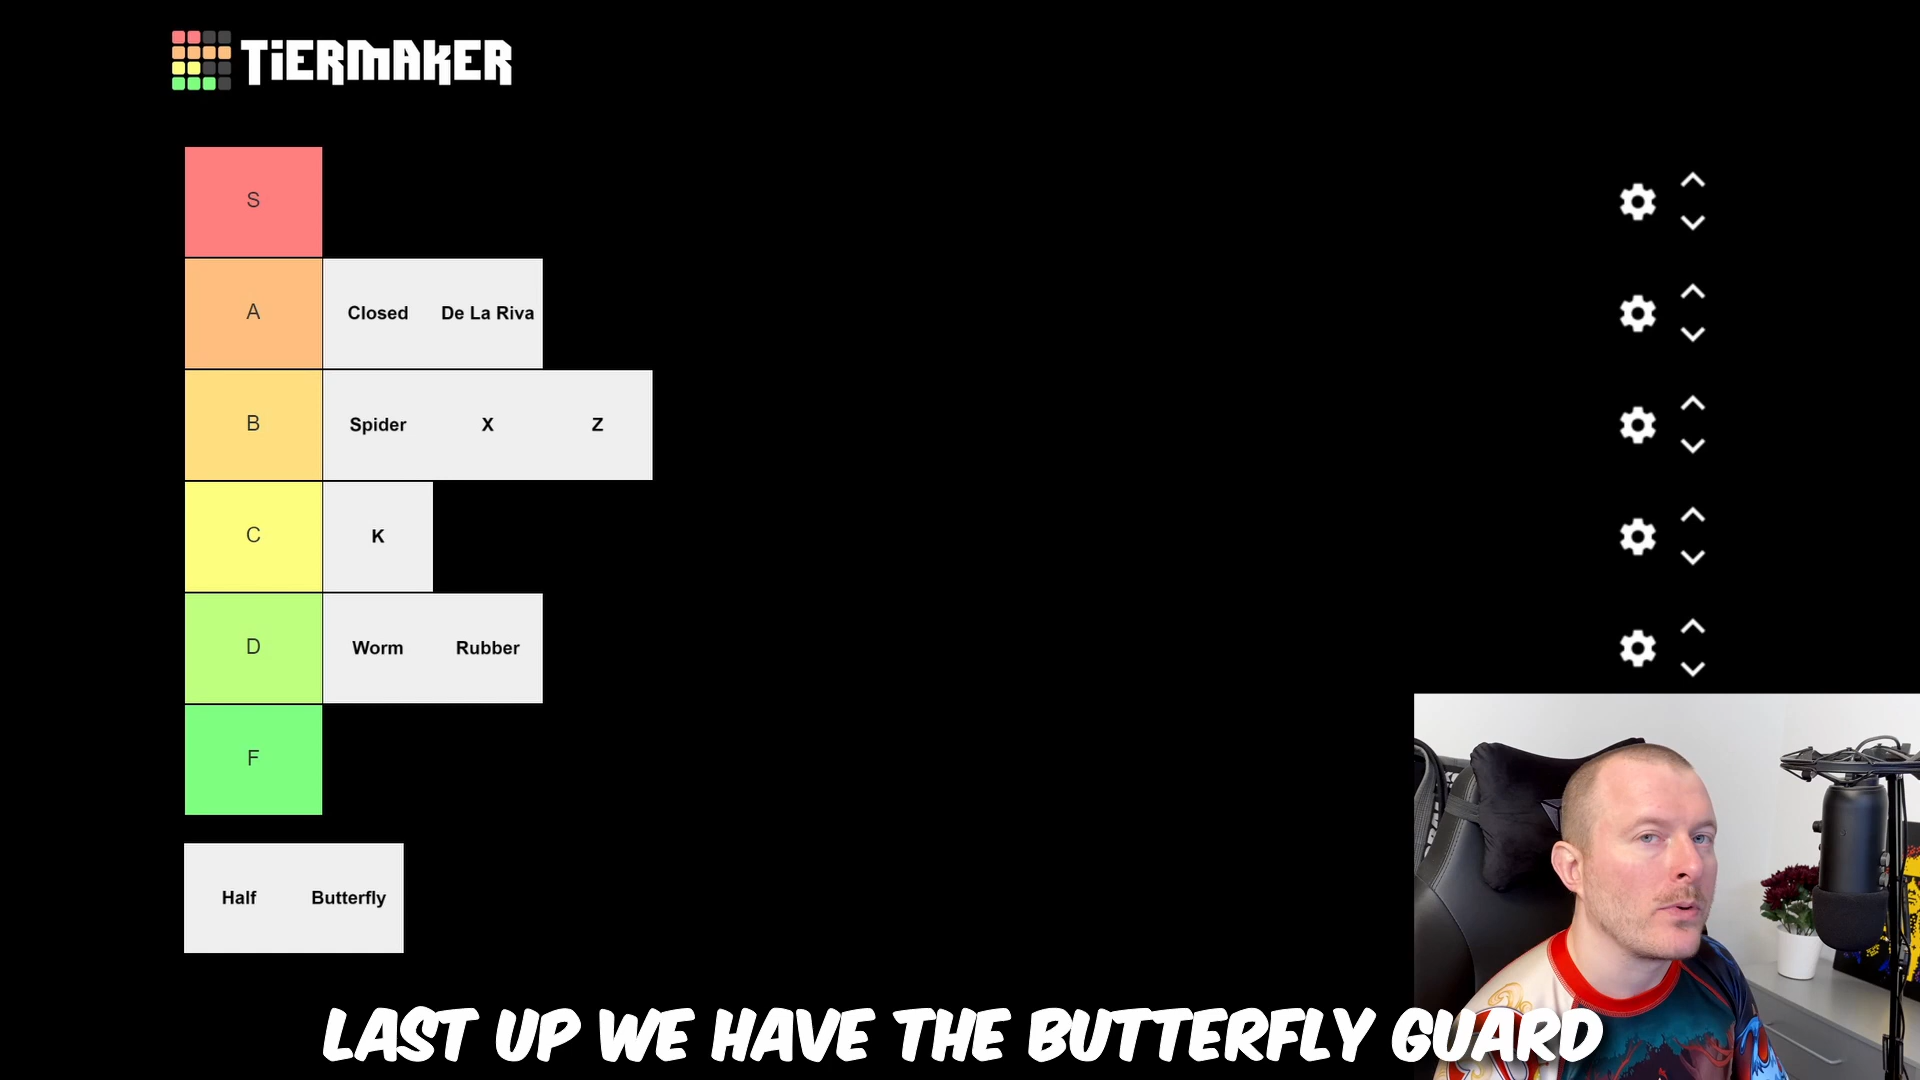 TIERMAKER
S
A Closed De La Riva
B Spider X Z
C K
D Worm Rubber
F
Half Butterfly
LAST UP WE HAVE THE BUTTERFLY GUARD